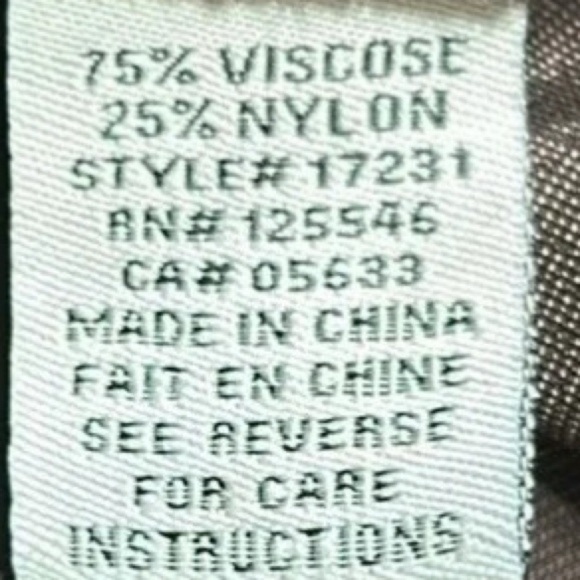 75% VISCOSE
25% NYLON
STYLE# 17231
RN# 125546
CA# 05633
MADE IN CHINA
FAIT EN CHINE
SEE REVERSE
FOR CARE
INSTRUCTIONS